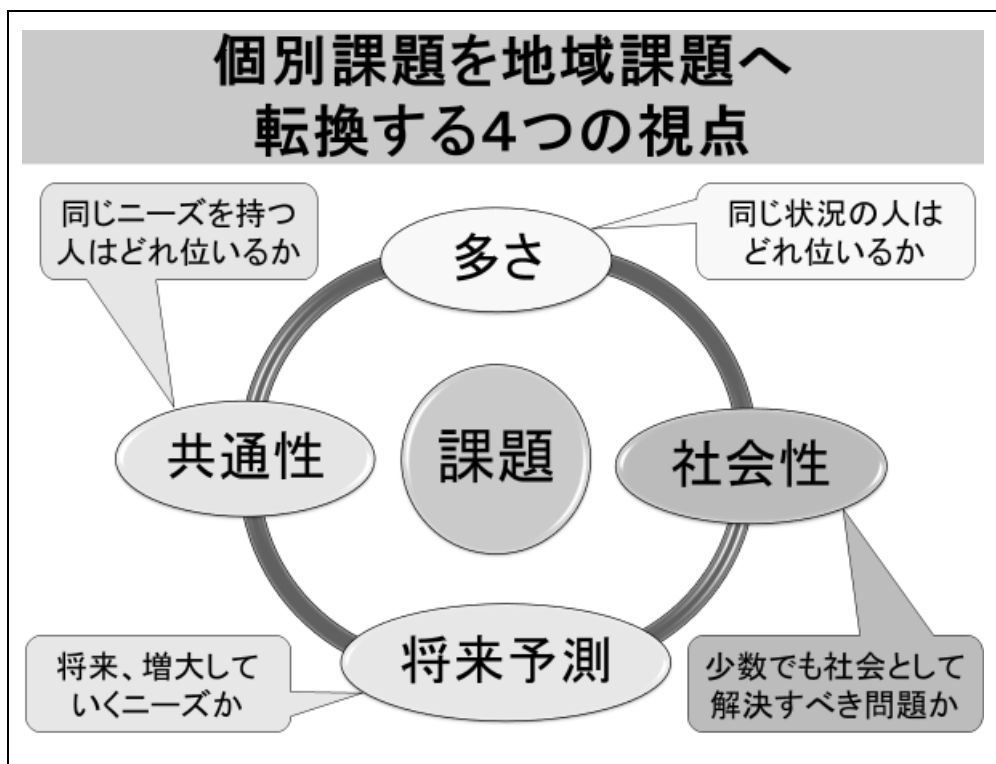 個別課題を地域課題へ
転換する4つの視点
同じニーズを持つ
人はどれ位いるか
多さ
同じ状況の人は
どれ位いるか
共通性
課題
社会性
将来、増大して
いくニーズか
将来予測
少数でも社会として
解決すべき問題か